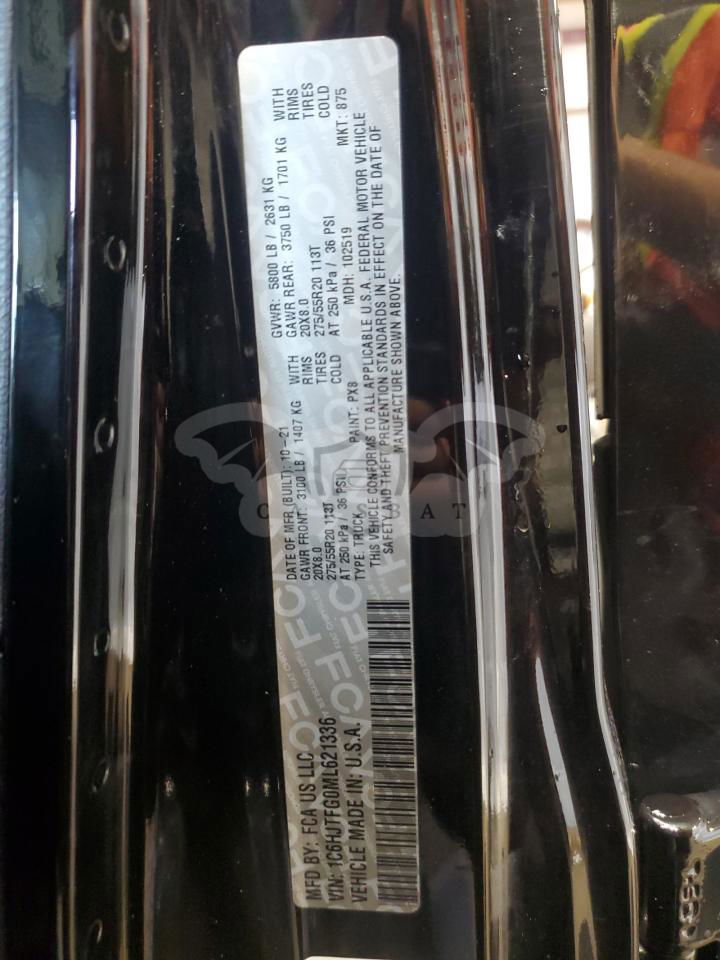 MFD BY: FCA US LLC
DATE OF MFR (BUILT): 10-21
GVWR: 5800 LB / 2631 KG
GAWR FRONT: 3100 LB / 1407 KG WITH
GAWR REAR: 3750 LB / 1701 KG WITH
20X8.0 RIMS
20X8.0 RIMS
275/55R20 113T TIRES
275/55R20 113T TIRES
AT 250 kPa / 36 PSI COLD
AT 250 kPa / 36 PSI COLD
VIN: 1C6HJTFG0ML621336
TYPE: TRUCK PAINT: PX8 MDH: 102519 MKT: 875
VEHICLE MADE IN: U.S.A.
THIS VEHICLE CONFORMS TO ALL APPLICABLE U.S.A. FEDERAL MOTOR VEHICLE
SAFETY AND THEFT PREVENTION STANDARDS IN EFFECT ON THE DATE OF
MANUFACTURE SHOWN ABOVE.